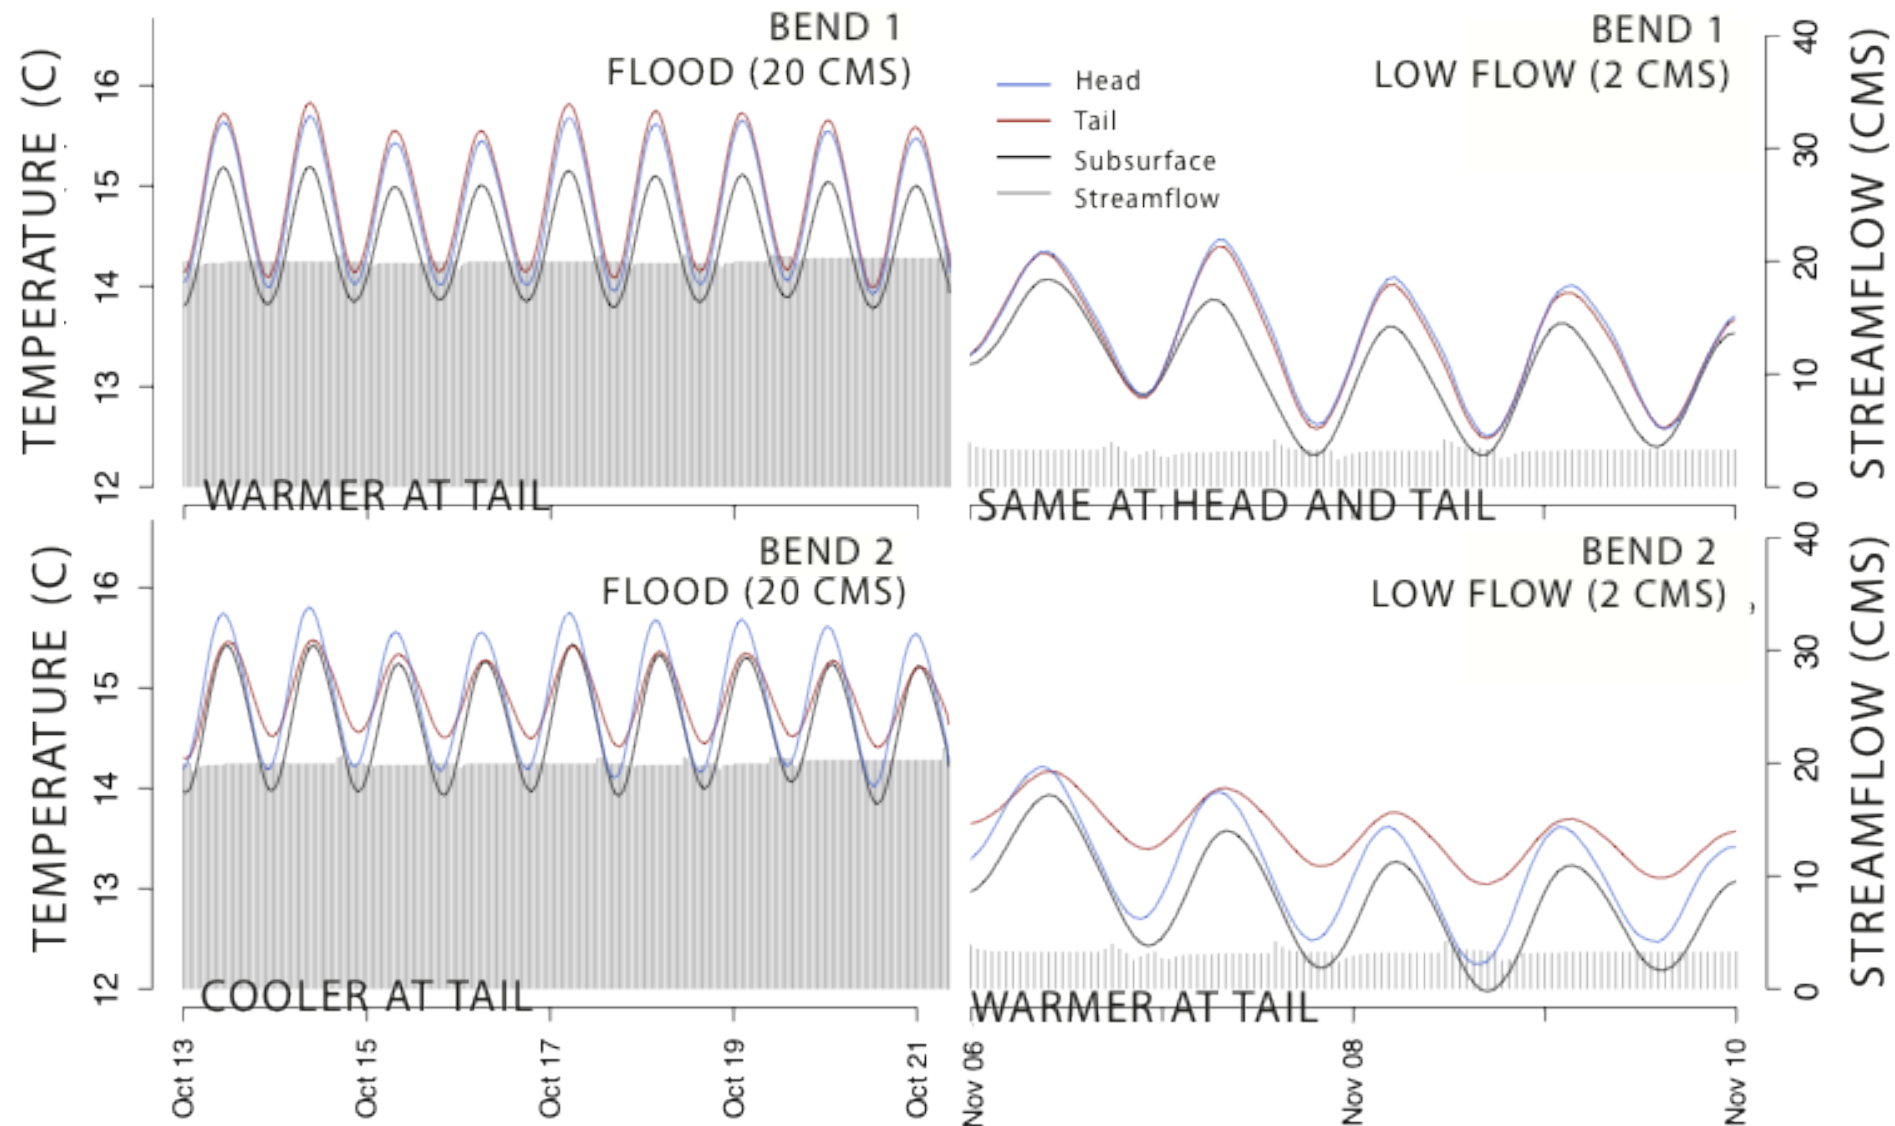 BEND 1
FLOOD (20 CMS)
TEMPERATURE (C)
16
15
14
13
12
WARMER AT TAIL
BEND 1
LOW FLOW (2 CMS)
Head
Tail
Subsurface
Streamflow
40
30
20
10
0
STREAMFLOW (CMS)
SAME AT HEAD AND TAIL
BEND 2
FLOOD (20 CMS)
TEMPERATURE (C)
16
15
14
13
12
COOLER AT TAIL
Oct 13
Oct 15
Oct 17
Oct 19
Oct 21
BEND 2
LOW FLOW (2 CMS)
40
30
20
10
0
STREAMFLOW (CMS)
WARMER AT TAIL
Nov 06
Nov 08
Nov 10